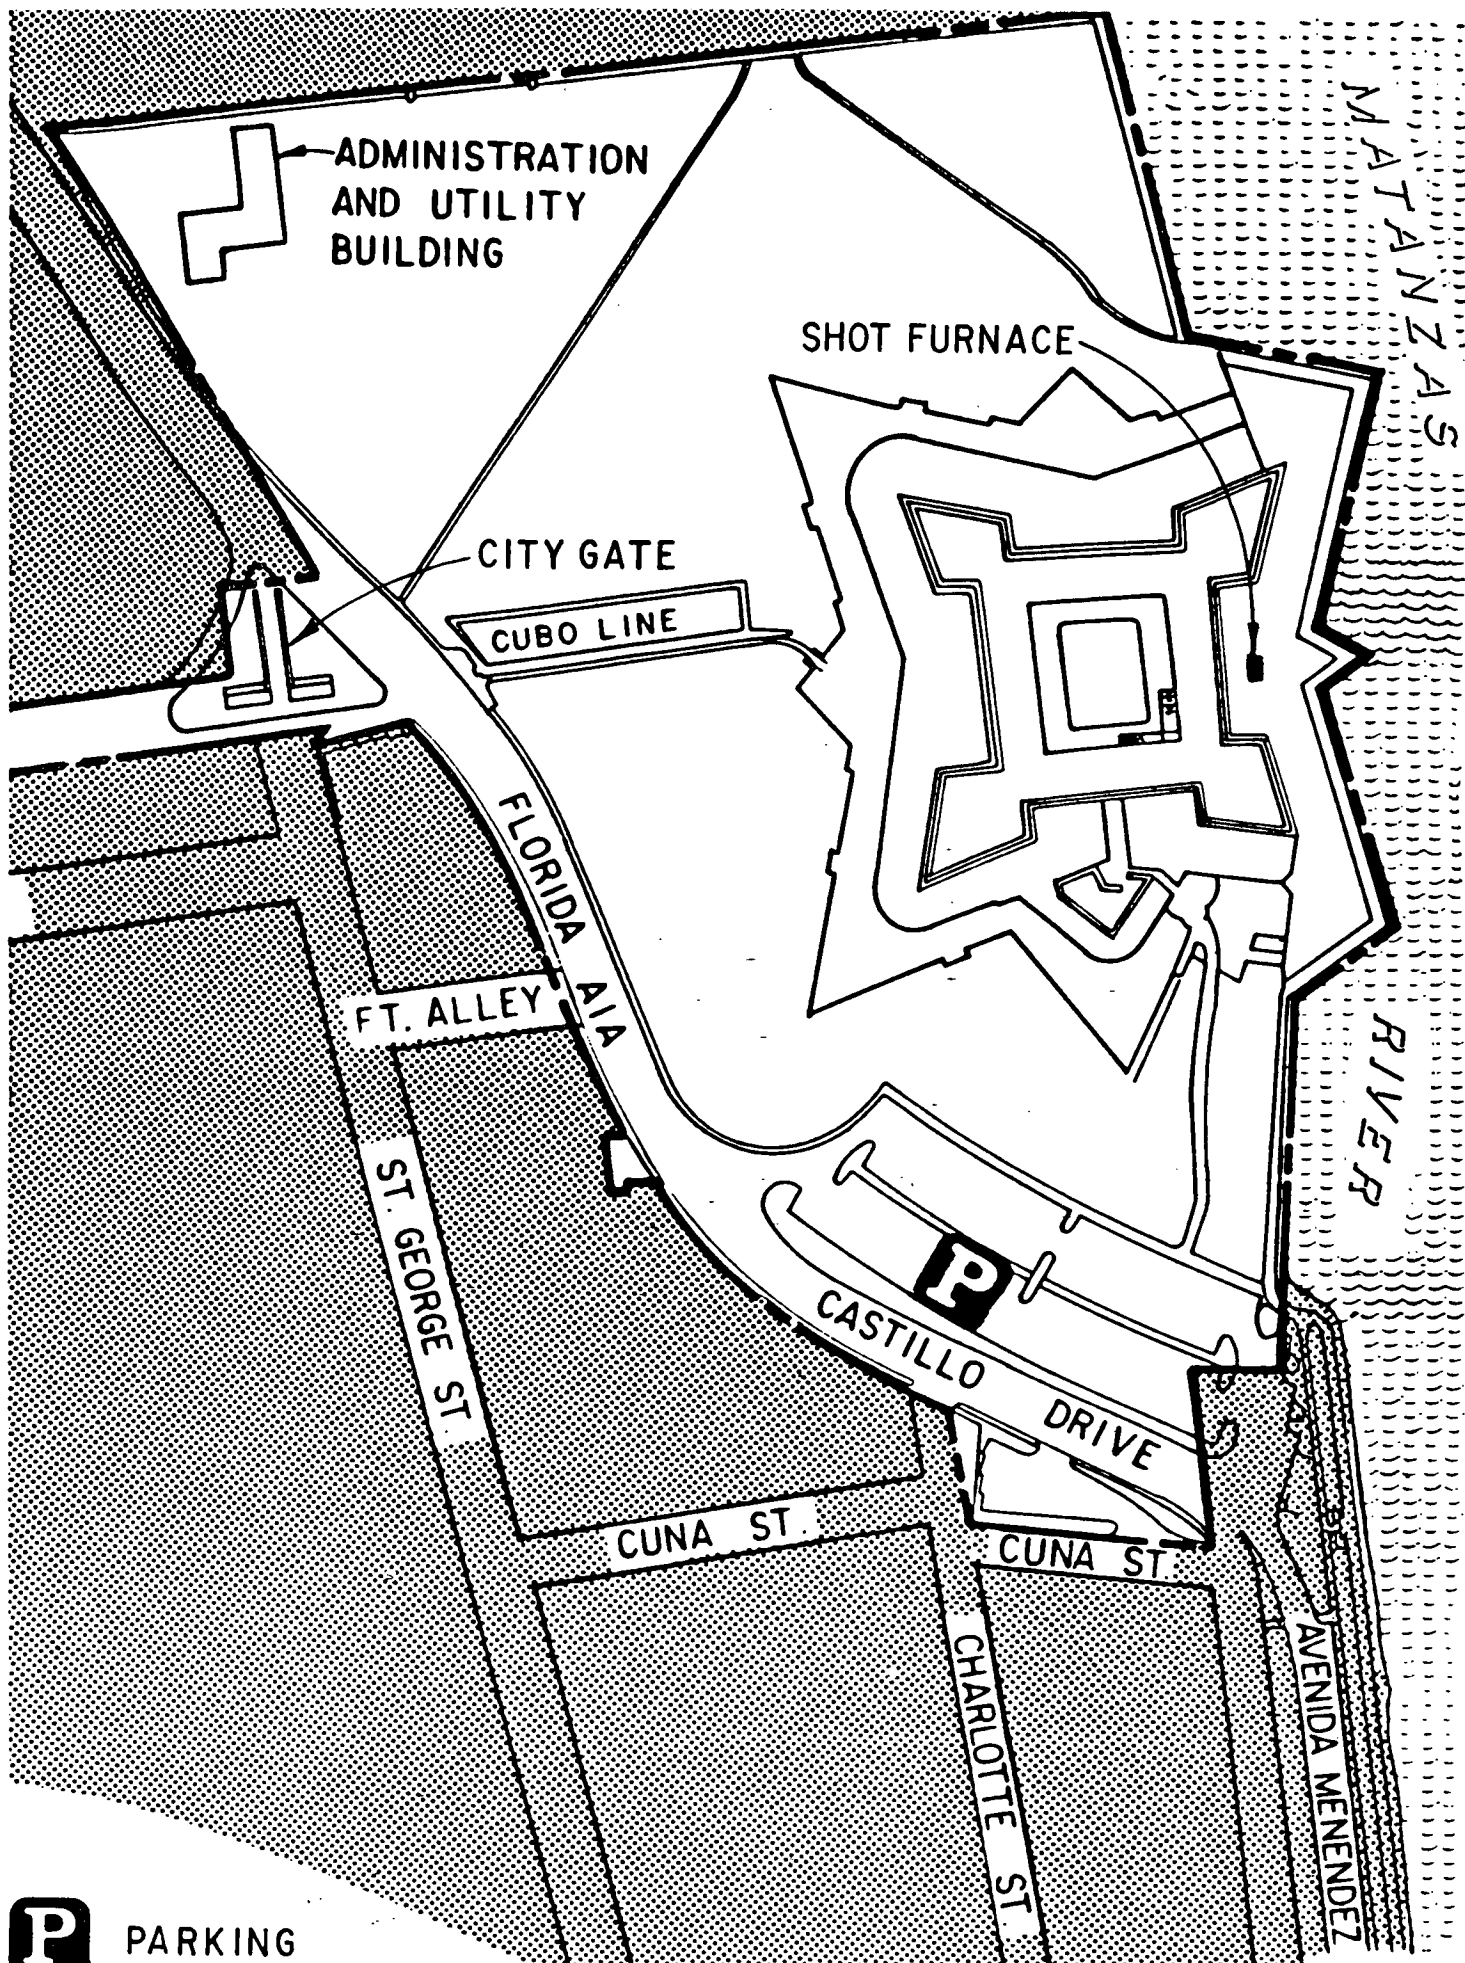 MATANZAS
ADMINISTRATION
AND UTILITY
BUILDING
SHOT FURNACE
CITY GATE
CUBO LINE
FLORIDA A1A
FT. ALLEY
RIVER
ST. GEORGE ST
P
CASTILLO DRIVE
CUNA ST.
CUNA ST.
CHARLOTTE ST
AVENIDA MENENDEZ
P PARKING